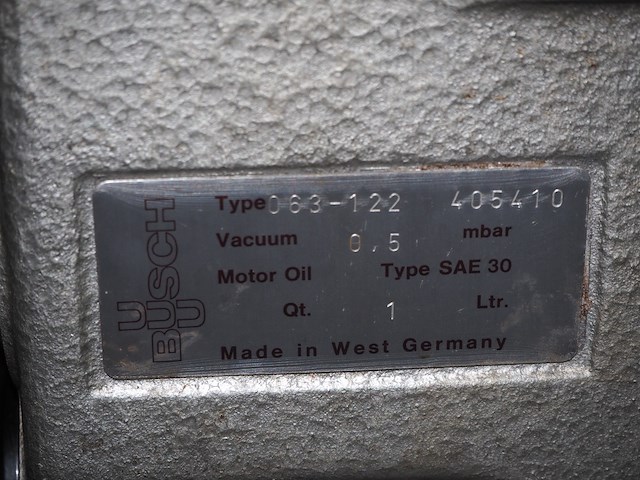 BUSCH
Type 063-122 405410
Vacuum 0.5 mbar
Motor Oil Type SAE 30
Qt. 1 Ltr.
Made in West Germany